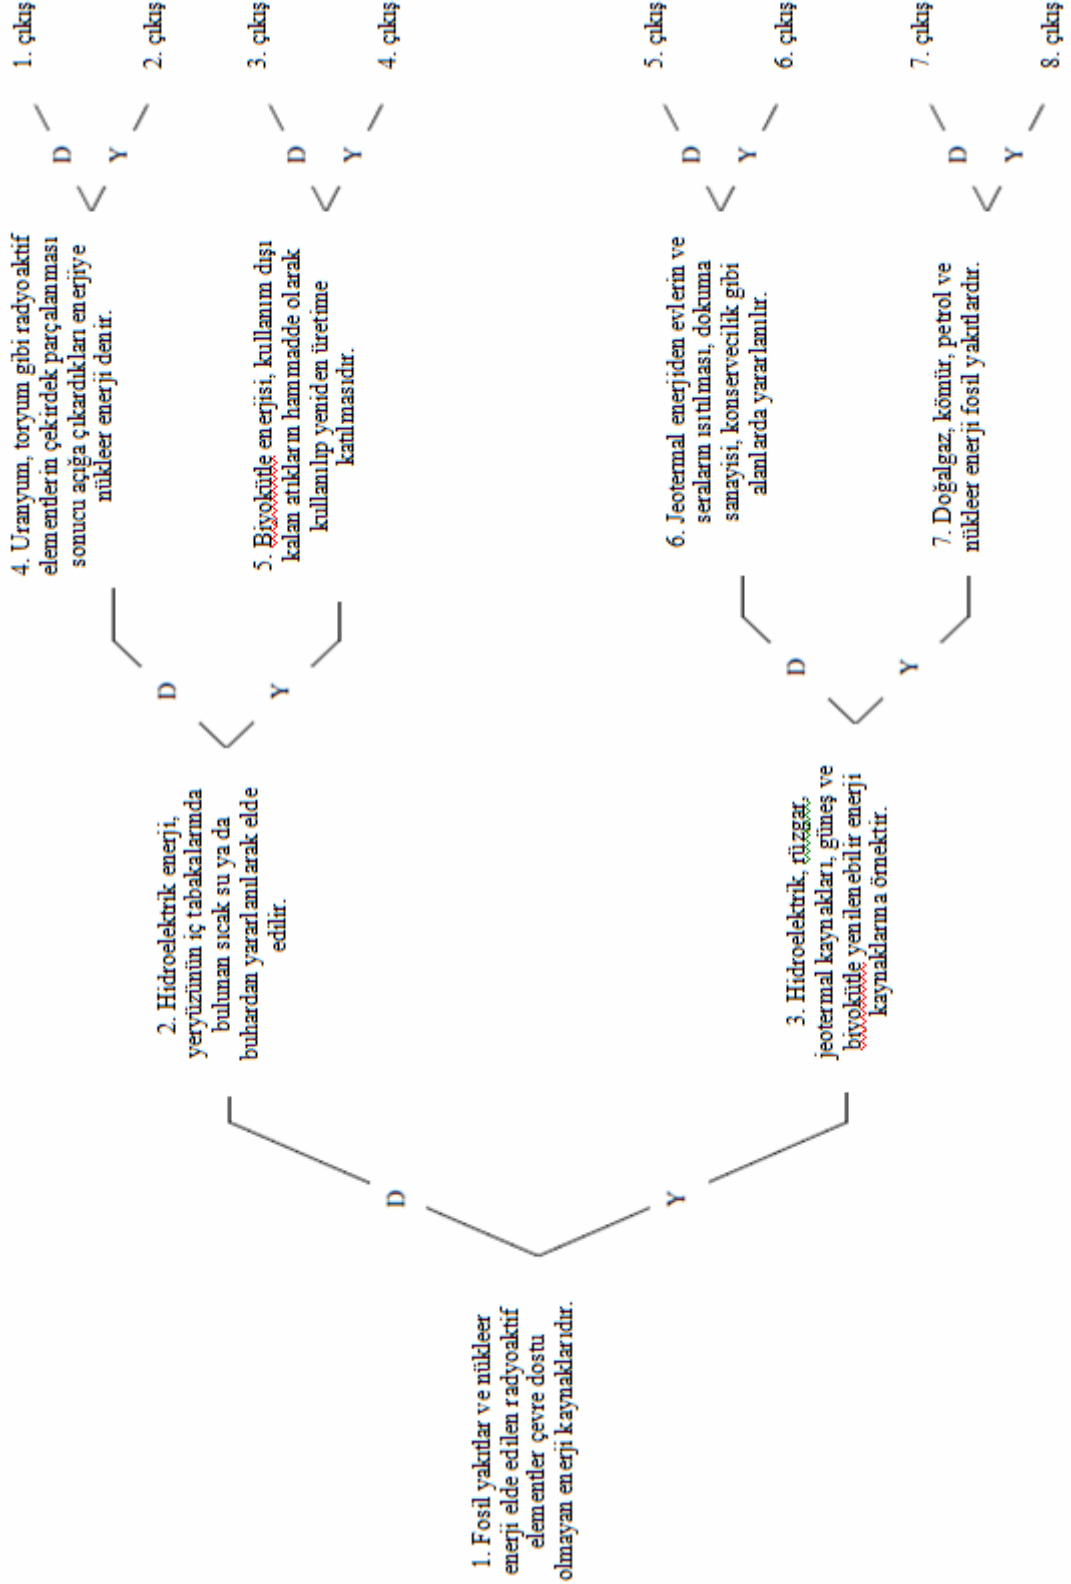 1. Fosil yakıtlar ve nükleer
enerji elde edilen radyoaktif
elementler çevre dostu
olmayan enerji kaynaklarıdır.
D
Y
2. Hidroelektrik enerji,
yeryüzünün iç tabakalarında
bulunan sıcak su ya da
buhardan yararlanılarak elde
edilir.
D
Y
3. Hidroelektrik, rüzgar,
jeotermal kaynakları, güneş ve
biyokütle yenilenebilir enerji
kaynaklarına örnektir.
D
Y
4. Uranyum, toryum gibi radyoaktif
elementlerin çekirdek parçalanması
sonucu açığa çıkardıkları enerjiye
nükleer enerji denir.
D
Y
5. Biyokütle enerjisi, kullanım dışı
kalan atıkların hammadde olarak
kullanılıp yeniden üretime
katılmasıdır.
D
Y
6. Jeotermal enerjiden evlerin ve
seraların ısıtılması, dokuma
sanayisi, konservecilik gibi
alanlarda yararlanılır.
D
Y
7. Doğalgaz, kömür, petrol ve
nükleer enerji fosil yakıtlardır.
D
Y
1. çıkış
2. çıkış
3. çıkış
4. çıkış
5. çıkış
6. çıkış
7. çıkış
8. çıkış